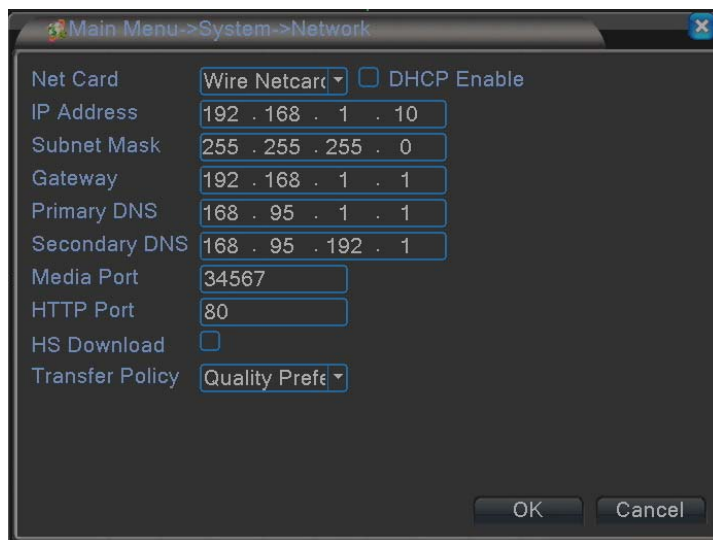 Main Menu->System->Network
Net Card Wire Netcard DHCP Enable
IP Address 192 . 168 . 1 . 10
Subnet Mask 255 . 255 . 255 . 0
Gateway 192 . 168 . 1 . 1
Primary DNS 168 . 95 . 1 . 1
Secondary DNS 168 . 95 . 192 . 1
Media Port 34567
HTTP Port 80
HS Download
Transfer Policy Quality Prefe
OK Cancel